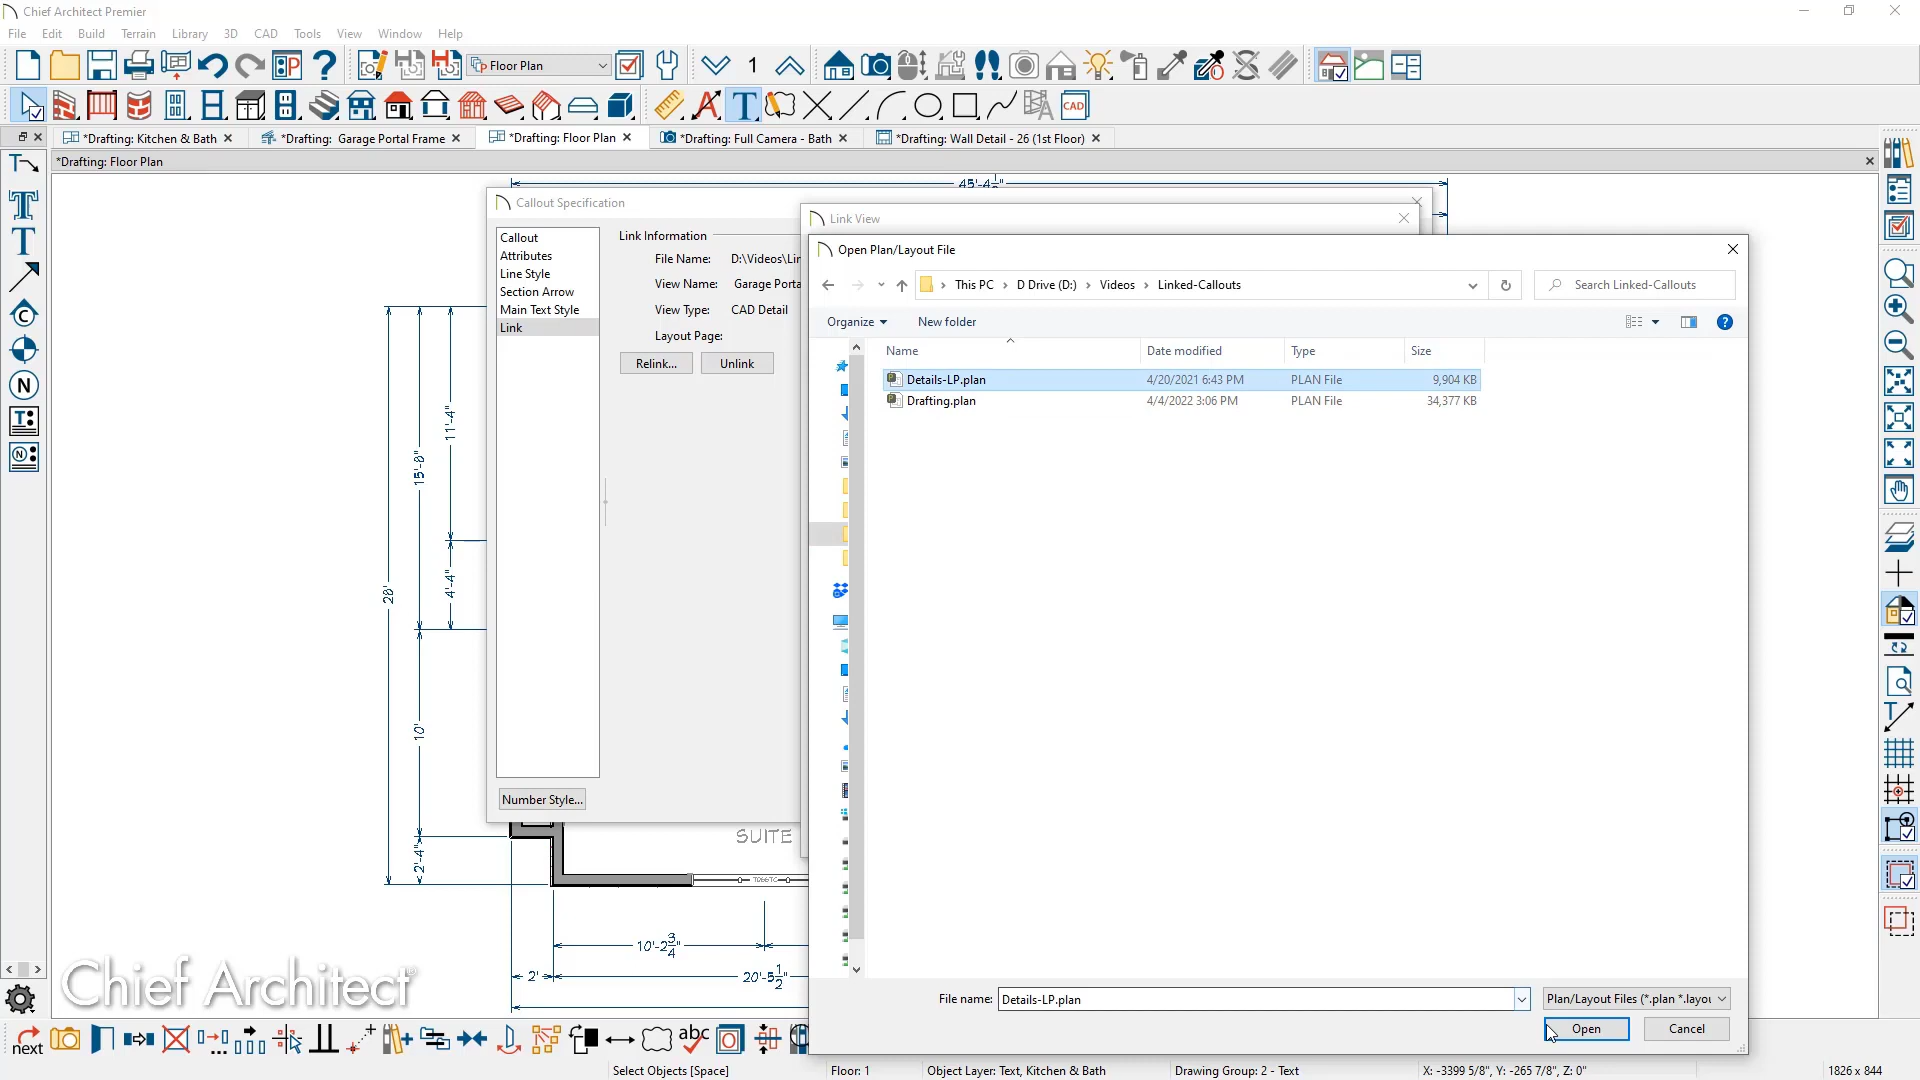 Chief Architect Premier
File Edit Build Terrain Library 3D CAD Tools View Window Help
Floor Plan
1
*Drafting: Kitchen & Bath
*Drafting:  Garage Portal Frame
*Drafting: Floor Plan
*Drafting: Full Camera - Bath
*Drafting: Wall Detail - 26 (1st Floor)
*Drafting: Floor Plan
Callout Specification
Callout
Attributes
Line Style
Section Arrow
Main Text Style
Link
Number Style...
Link Information
File Name: D:\Videos\Lin
View Name: Garage Porta
View Type: CAD Detail
Layout Page:
Relink... Unlink
Link View
Open Plan/Layout File
This PC D Drive (D:) Videos Linked-Callouts
Search Linked-Callouts
Organize New folder
Name Date modified Type Size
Details-LP.plan 4/20/2021 6:43 PM PLAN File 9,904 KB
Drafting.plan 4/4/2022 3:06 PM PLAN File 34,377 KB
File name: Details-LP.plan
Plan/Layout Files (*.plan *.layou
Open Cancel
11'-4"
4'-4"
28'
10'
2'-4"
SUITE
10'-2 3/4"
2'
20'-5 1/2"
Chief Architect
next
abc
Select Objects [Space]
Floor: 1
Object Layer: Text, Kitchen & Bath
Drawing Group: 2 - Text
X: -3399 5/8", Y: -265 7/8", Z: 0"
1826 x 844